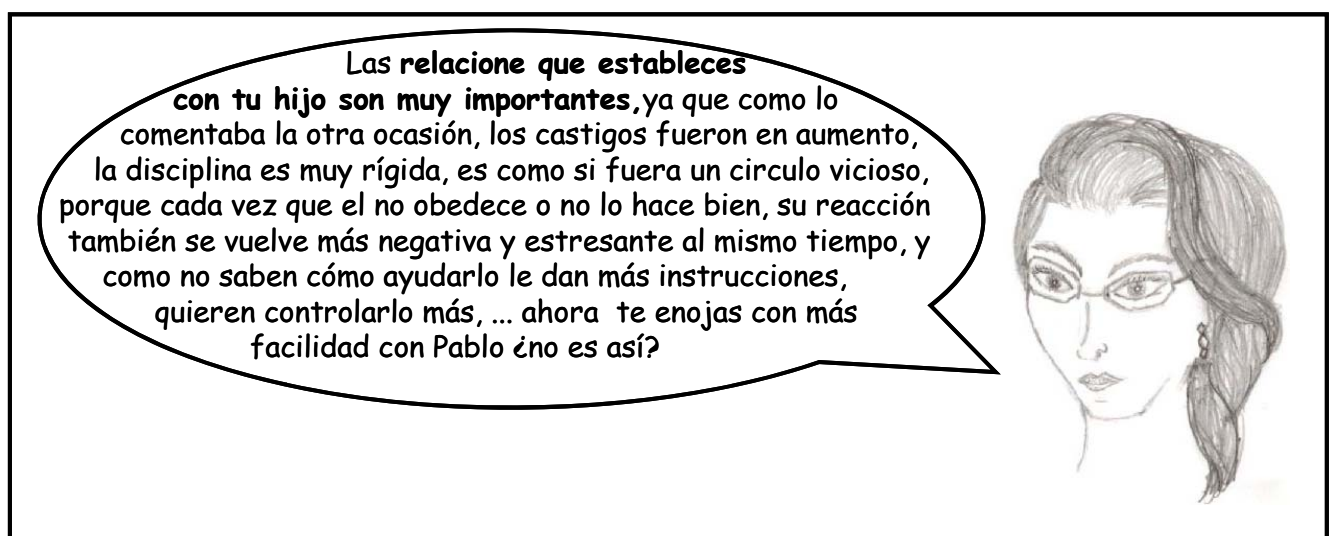 Las relacione que estableces
con tu hijo son muy importantes,ya que como lo
comentaba la otra ocasión, los castigos fueron en aumento,
la disciplina es muy rígida, es como si fuera un circulo vicioso,
porque cada vez que el no obedece o no lo hace bien, su reacción
también se vuelve más negativa y estresante al mismo tiempo, y
como no saben cómo ayudarlo le dan más instrucciones,
quieren controlarlo más, ... ahora te enojas con más
facilidad con Pablo ¿no es así?